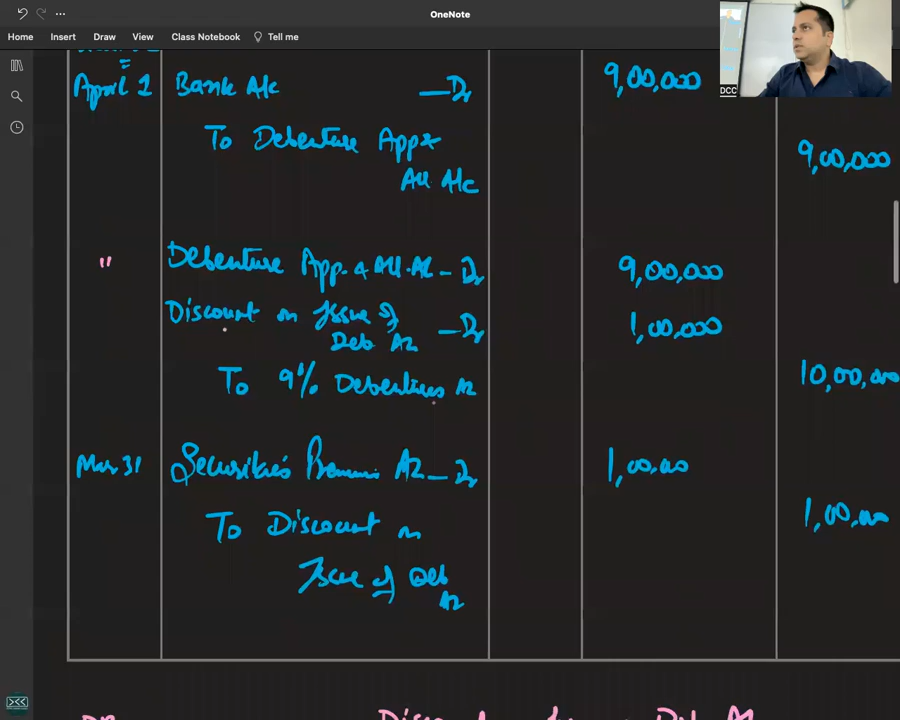 OneNote
Home Insert Draw View Class Notebook Tell me
DCC
April 1 Bank A/c —Dr 9,00,000
To Debenture App &
All A/c 9,00,000
" Debenture App. & All. A/c - Dr 9,00,000
Discount on Issue of
Deb A/c —Dr 1,00,000
To 9% Debentures A/c 10,00,000
Mar 31 Securities Premium A/c - Dr 1,00,000
To Discount on 1,00,000
Issue of Deb
A/c